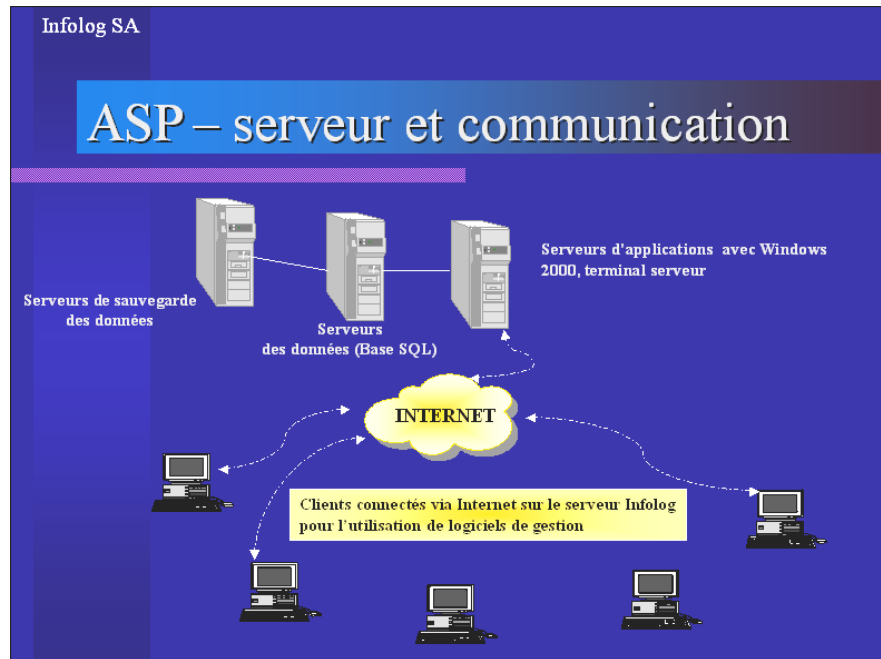 Infolog SA
ASP – serveur et communication
Serveurs d'applications avec Windows
2000, terminal serveur
Serveurs de sauvegarde
des données
Serveurs
des données (Base SQL)
INTERNET
Clients connectés via Internet sur le serveur Infolog
pour l'utilisation de logiciels de gestion